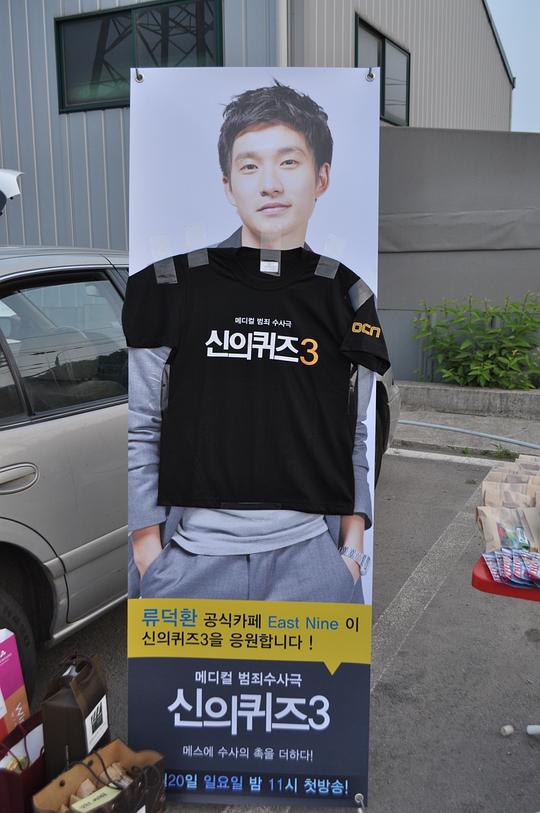 메디컬 범죄 수사극
신의퀴즈3
ocn
류덕환 공식카페 East Nine 이
신의퀴즈3을 응원합니다 !
메디컬 범죄수사극
신의퀴즈3
메스에 수사의 촉을 더하다!
20일 일요일 밤 11시 첫방송!